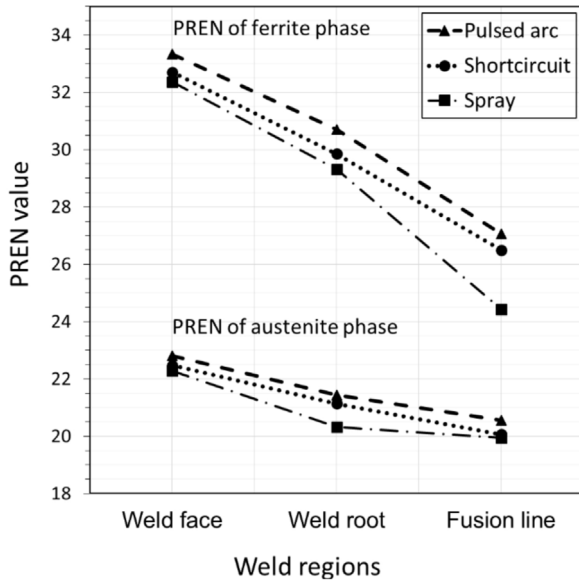 PREN of ferrite phase
Pulsed arc
Shortcircuit
Spray
34
32
30
28
26
24
22
20
18
PREN value
PREN of austenite phase
Weld face
Weld root
Fusion line
Weld regions